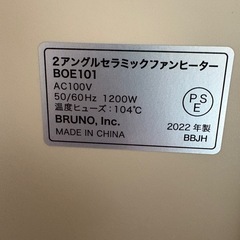 2アングルセラミックファンヒーター
BOE101
AC100V
50/60Hz 1200W
温度ヒューズ：104℃
BRUNO, Inc.
MADE IN CHINA
PS
E
2022 年製
BBJH